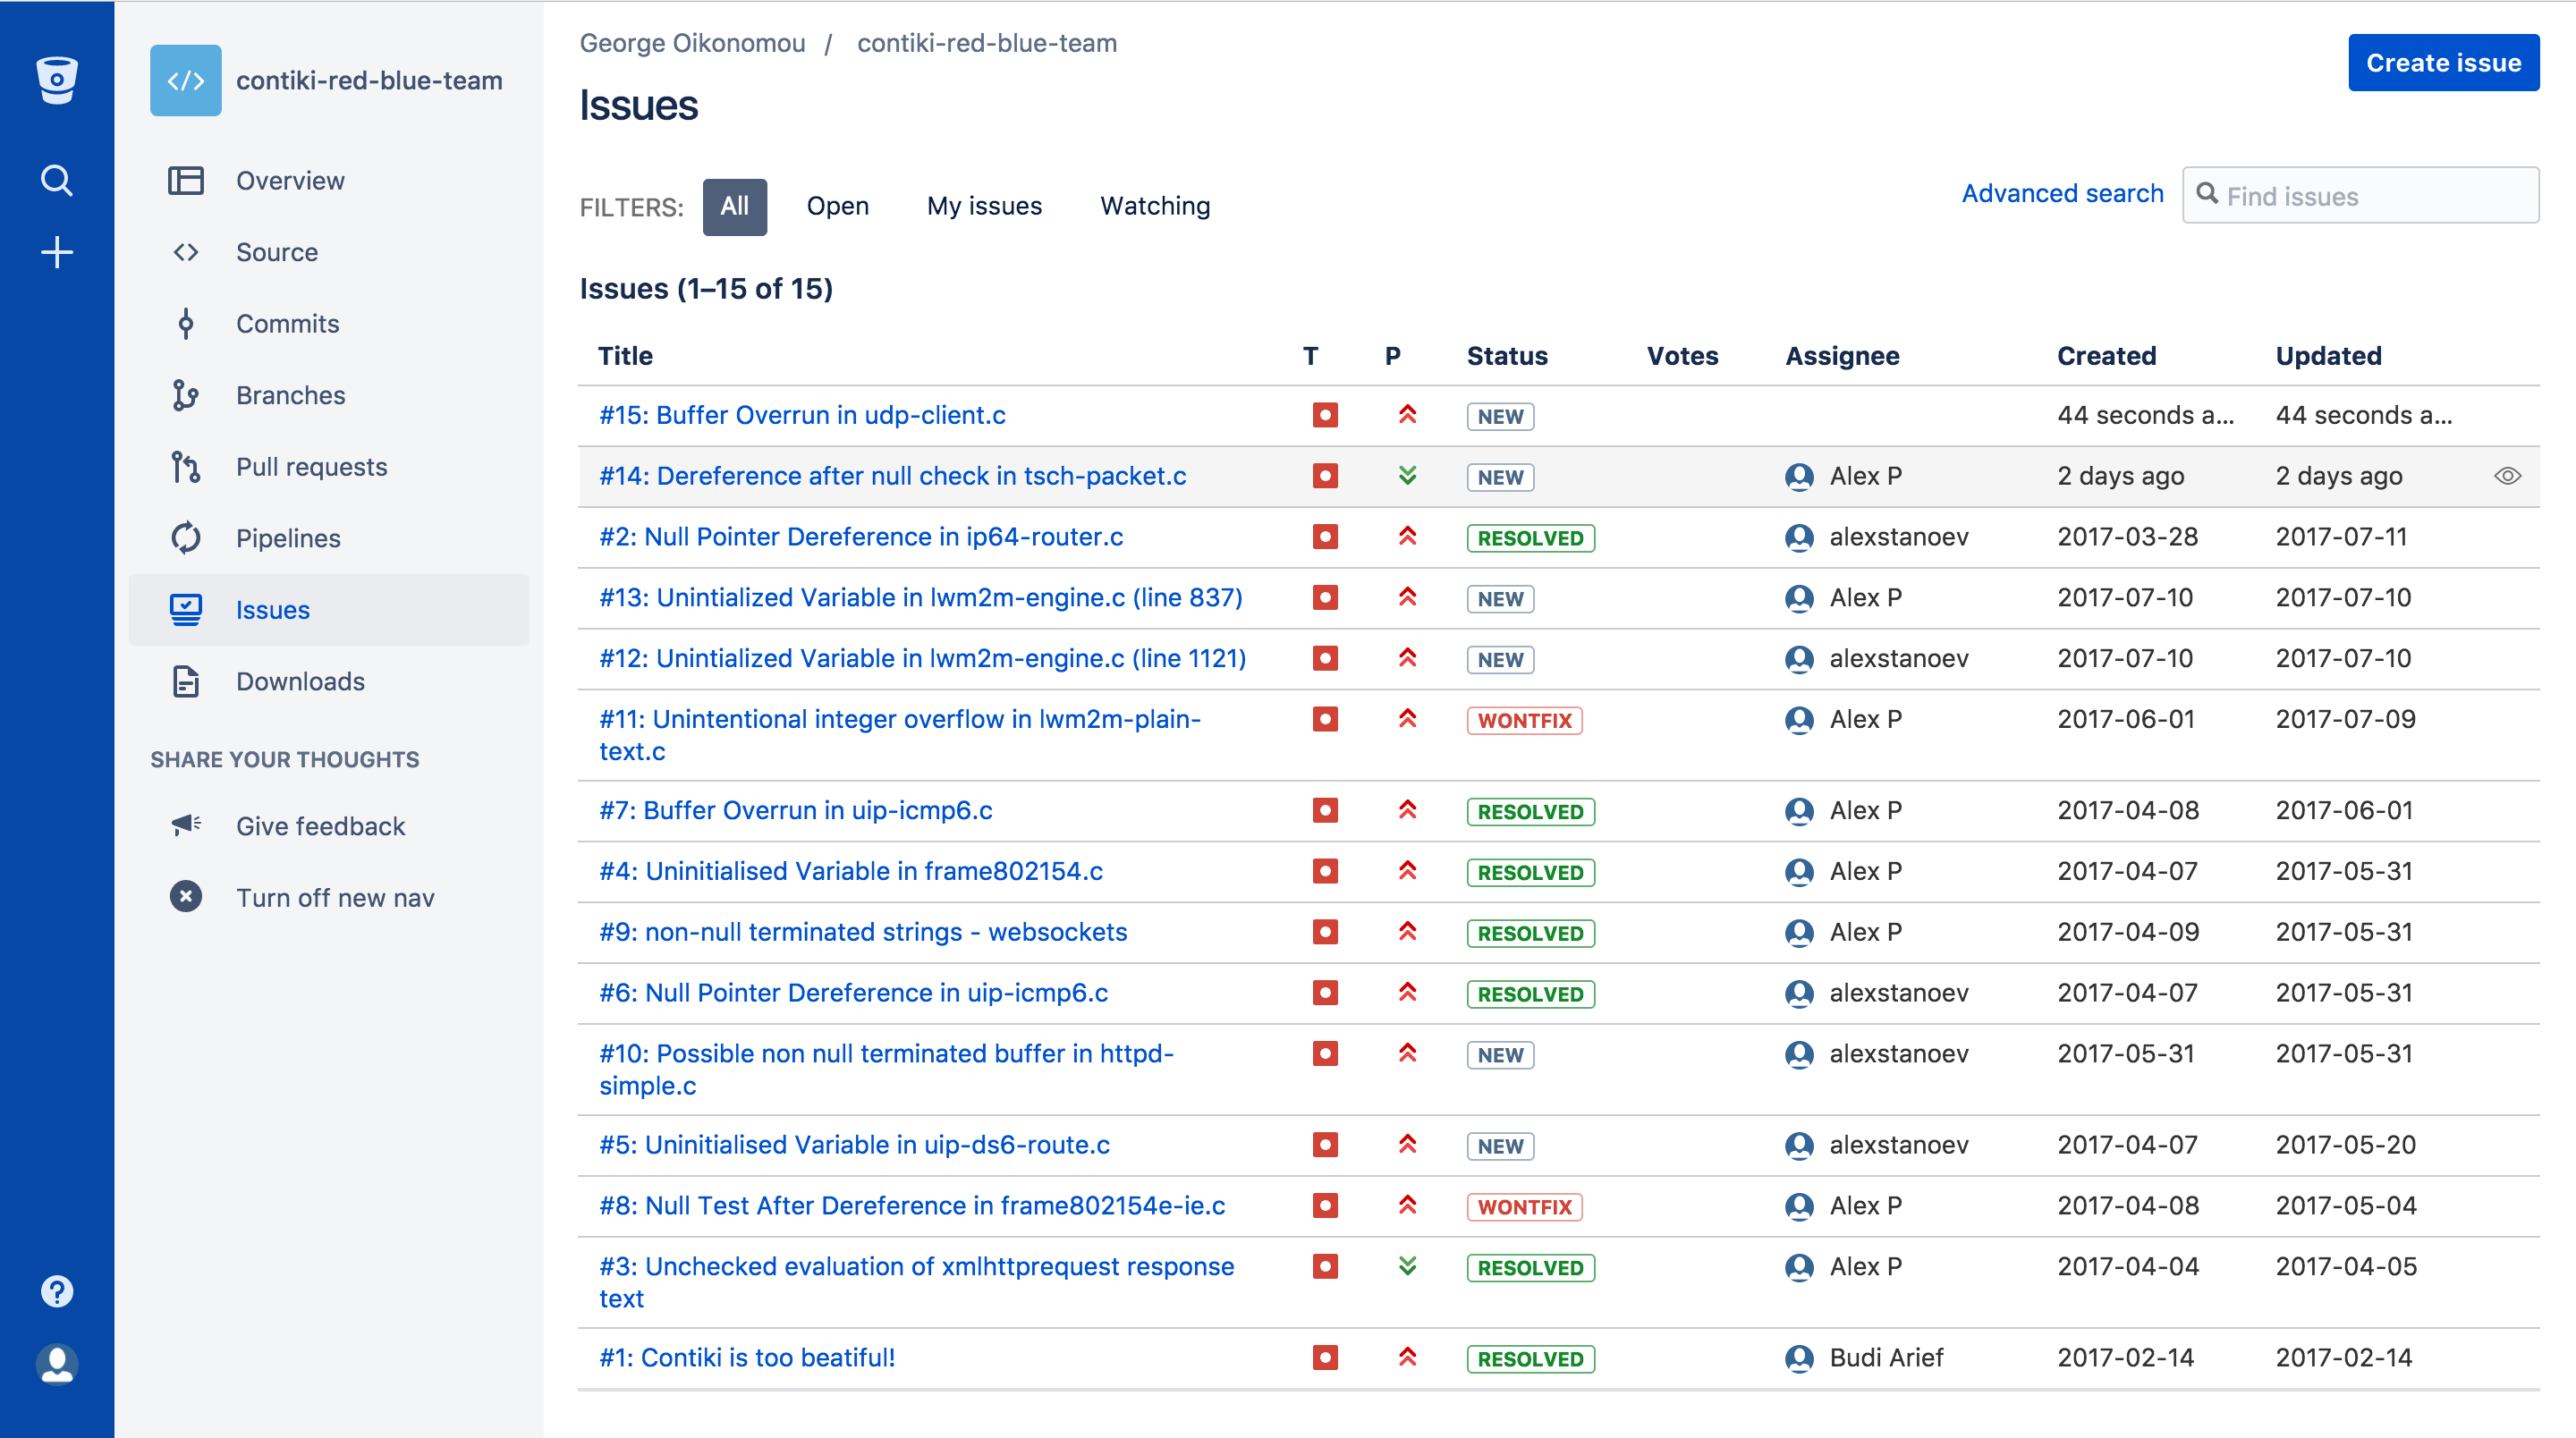 contiki-red-blue-team
Overview
Source
Commits
Branches
Pull requests
Pipelines
Issues
Downloads
SHARE YOUR THOUGHTS
Give feedback
Turn off new nav
George Oikonomou / contiki-red-blue-team
Create issue
Issues
FILTERS: All Open My issues Watching
Advanced search Find issues
Issues (1–15 of 15)
Title T P Status Votes Assignee Created Updated
#15: Buffer Overrun in udp-client.c NEW 44 seconds a... 44 seconds a...
#14: Dereference after null check in tsch-packet.c NEW Alex P 2 days ago 2 days ago
#2: Null Pointer Dereference in ip64-router.c RESOLVED alexstanoev 2017-03-28 2017-07-11
#13: Unintialized Variable in lwm2m-engine.c (line 837) NEW Alex P 2017-07-10 2017-07-10
#12: Unintialized Variable in lwm2m-engine.c (line 1121) NEW alexstanoev 2017-07-10 2017-07-10
#11: Unintentional integer overflow in lwm2m-plain- WONTFIX Alex P 2017-06-01 2017-07-09
text.c
#7: Buffer Overrun in uip-icmp6.c RESOLVED Alex P 2017-04-08 2017-06-01
#4: Uninitialised Variable in frame802154.c RESOLVED Alex P 2017-04-07 2017-05-31
#9: non-null terminated strings - websockets RESOLVED Alex P 2017-04-09 2017-05-31
#6: Null Pointer Dereference in uip-icmp6.c RESOLVED alexstanoev 2017-04-07 2017-05-31
#10: Possible non null terminated buffer in httpd- NEW alexstanoev 2017-05-31 2017-05-31
simple.c
#5: Uninitialised Variable in uip-ds6-route.c NEW alexstanoev 2017-04-07 2017-05-20
#8: Null Test After Dereference in frame802154e-ie.c WONTFIX Alex P 2017-04-08 2017-05-04
#3: Unchecked evaluation of xmlhttprequest response RESOLVED Alex P 2017-04-04 2017-04-05
text
#1: Contiki is too beatiful! RESOLVED Budi Arief 2017-02-14 2017-02-14